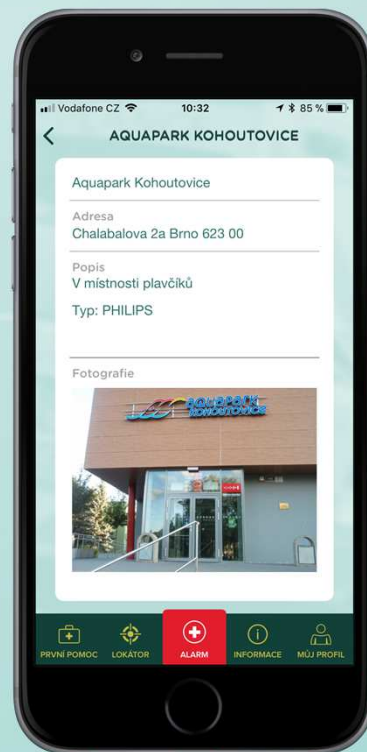 Vodafone CZ 10:32 85 %
AQUAPARK KOHOUTOVICE
Aquapark Kohoutovice
Adresa
Chalabalova 2a Brno 623 00
Popis
V místnosti plavčíků
Typ: PHILIPS
Fotografie
AQUAPARK
KOHOUTOVICE
PRVNÍ POMOC LOKÁTOR ALARM INFORMACE MŮJ PROFIL